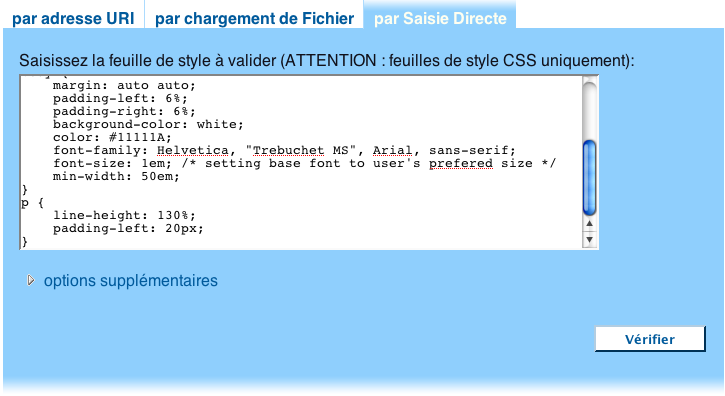 par adresse URI par chargement de Fichier par Saisie Directe
Saisissez la feuille de style à valider (ATTENTION : feuilles de style CSS uniquement):
margin: auto auto;
padding-left: 6%;
padding-right: 6%;
background-color: white;
color: #11111A;
font-family: Helvetica, "Trebuchet MS", Arial, sans-serif;
font-size: 1em; /* setting base font to user's prefered size */
min-width: 50em;
}
p {
line-height: 130%;
padding-left: 20px;
}
options supplémentaires
Vérifier